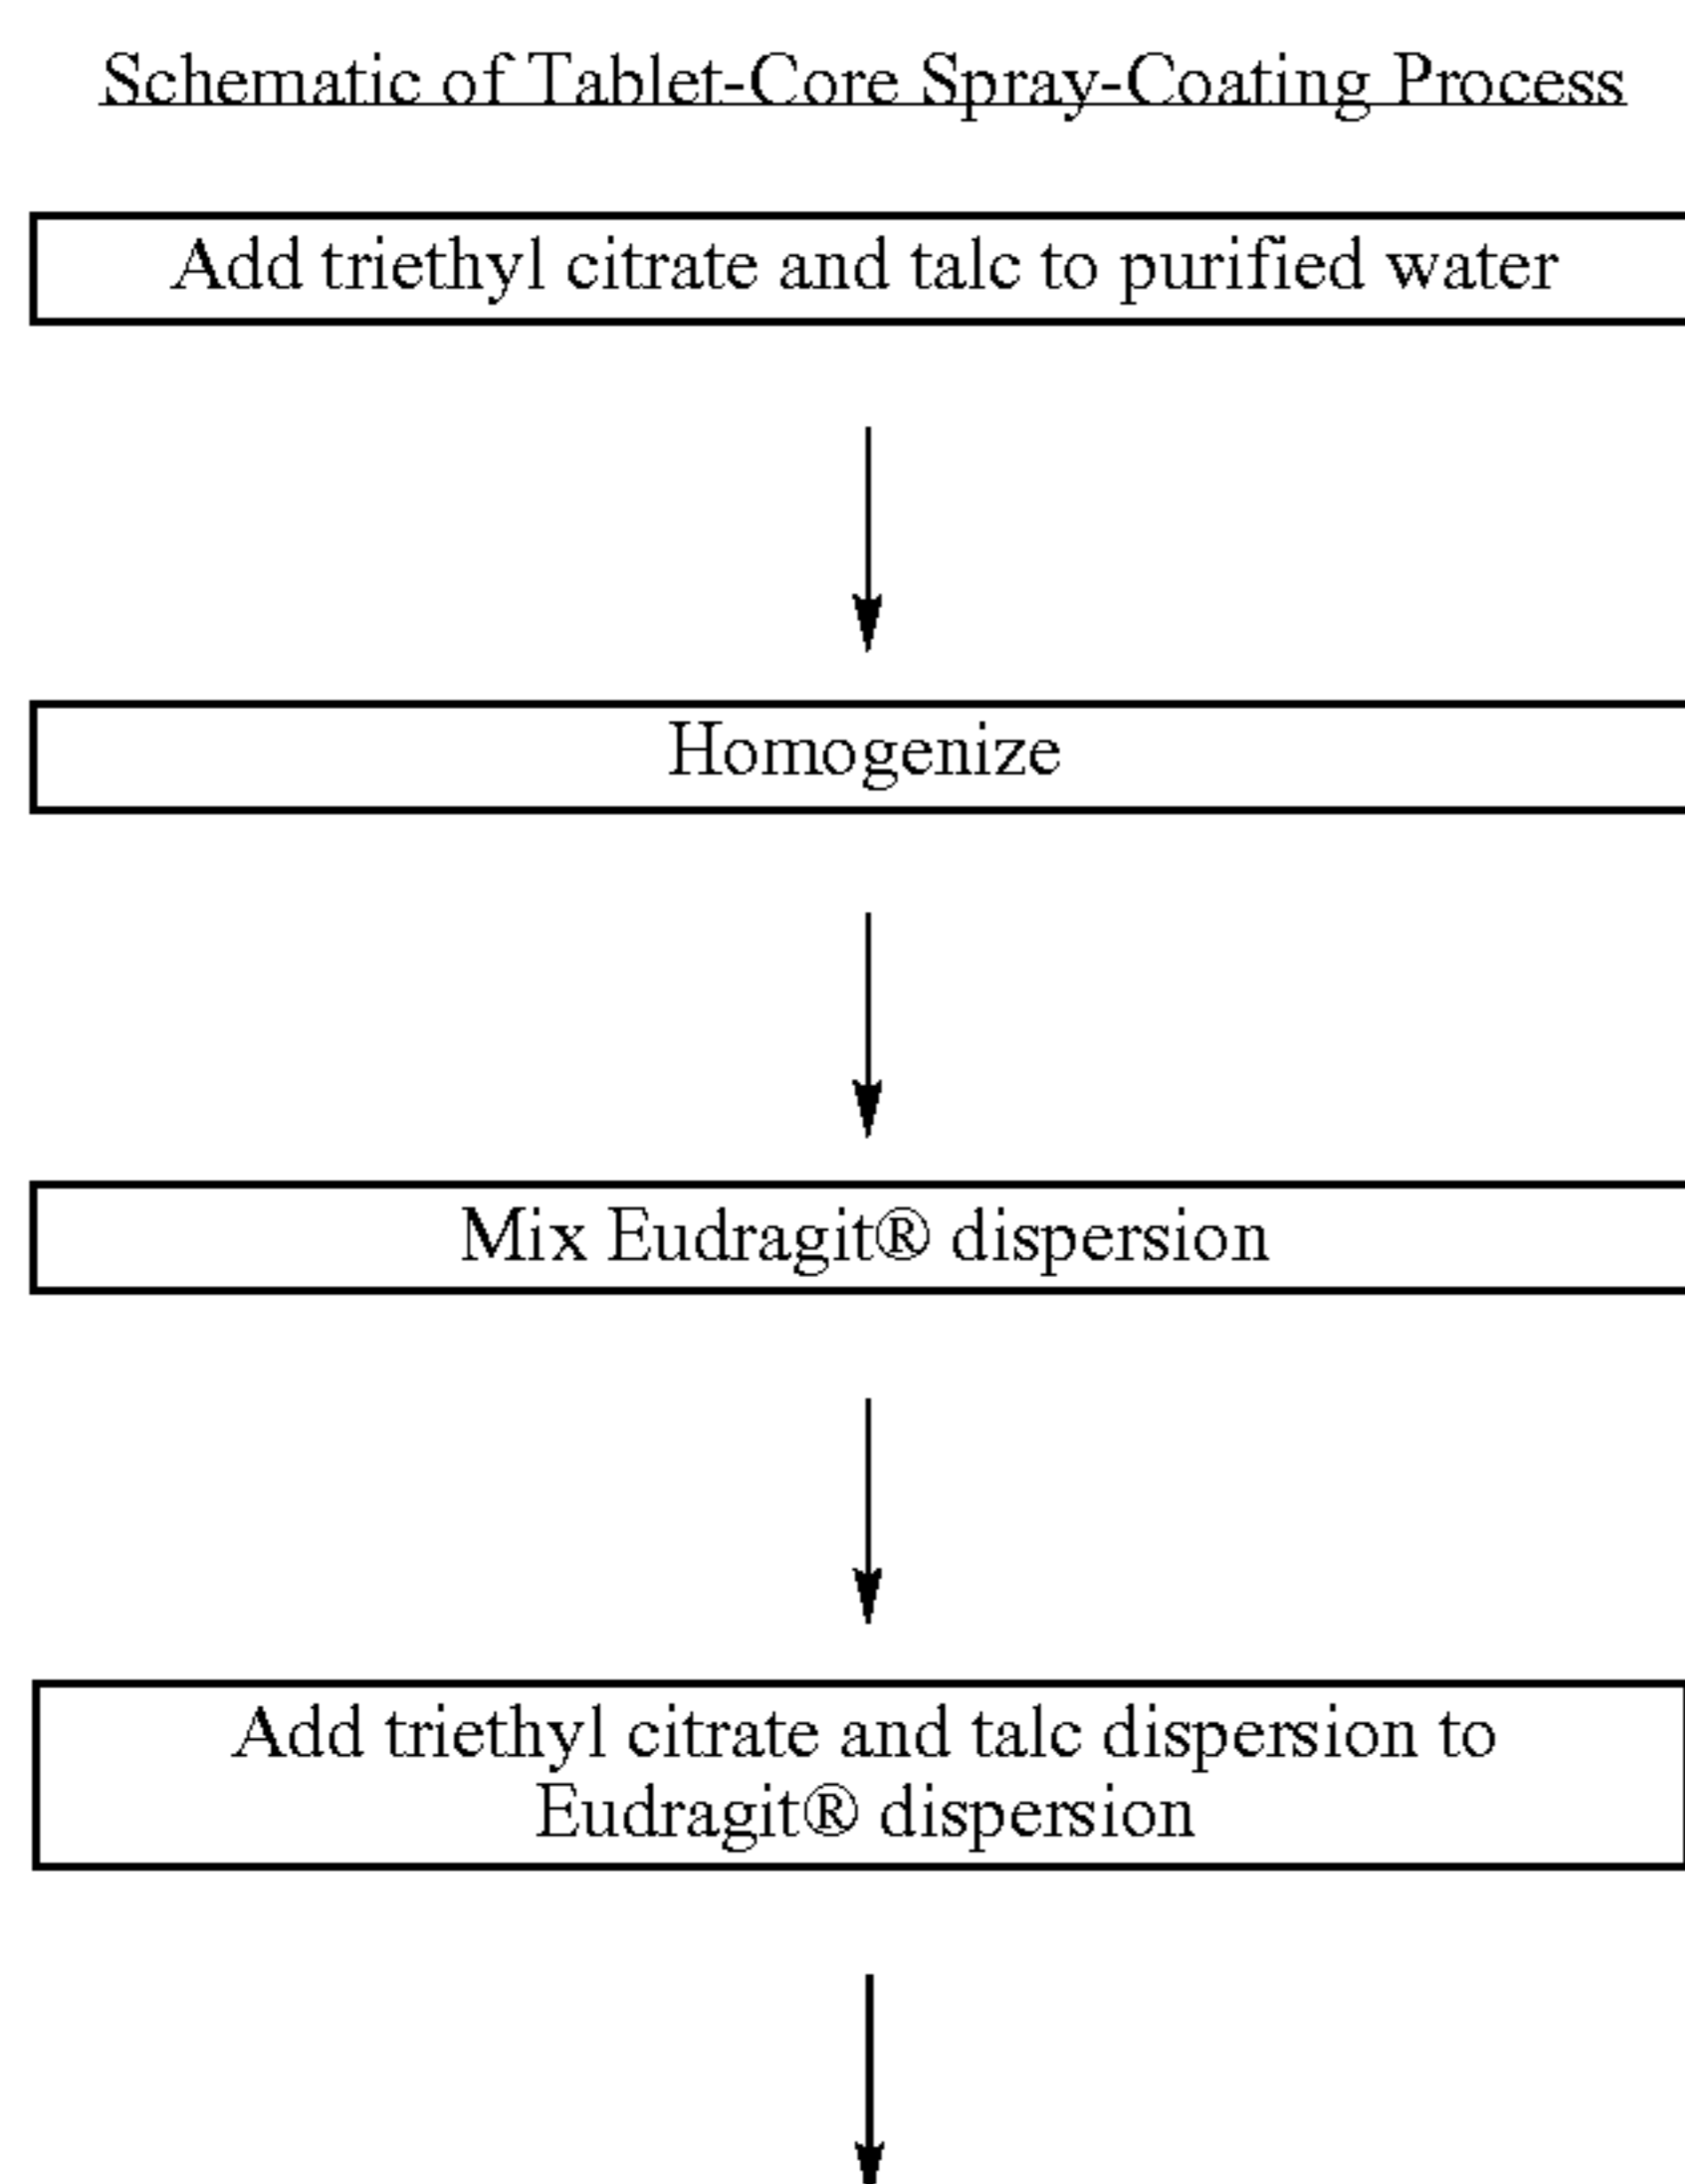 Schematic of Tablet-Core Spray-Coating Process
Add triethyl citrate and talc to purified water
Homogenize
Mix Eudragit® dispersion
Add triethyl citrate and talc dispersion to
Eudragit® dispersion